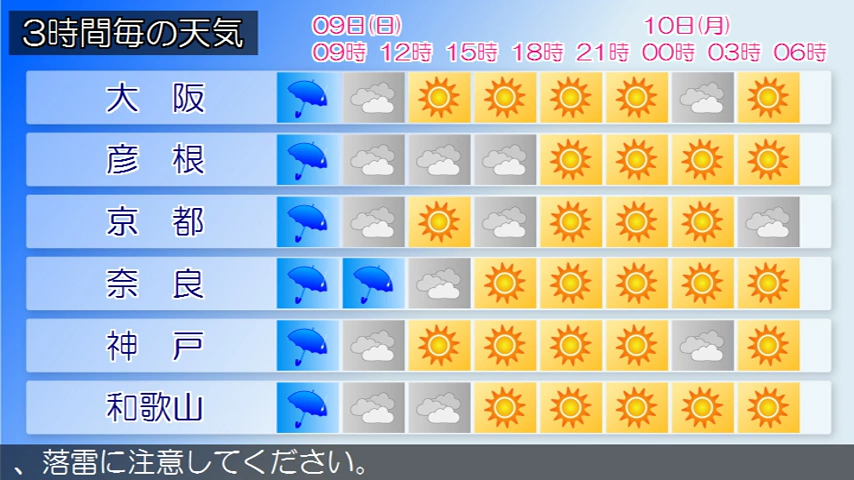 3時間毎の天気
09日(日) 10日(月)
09時 12時 15時 18時 21時 00時 03時 06時
大 阪
彦 根
京 都
奈 良
神 戸
和歌山
、落雷に注意してください。